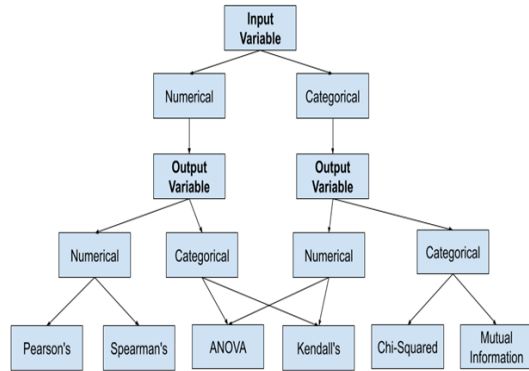 Input
Variable
Numerical
Categorical
Output
Variable
Output
Variable
Numerical
Categorical
Numerical
Categorical
Pearson's
Spearman's
ANOVA
Kendall's
Chi-Squared
Mutual
Information